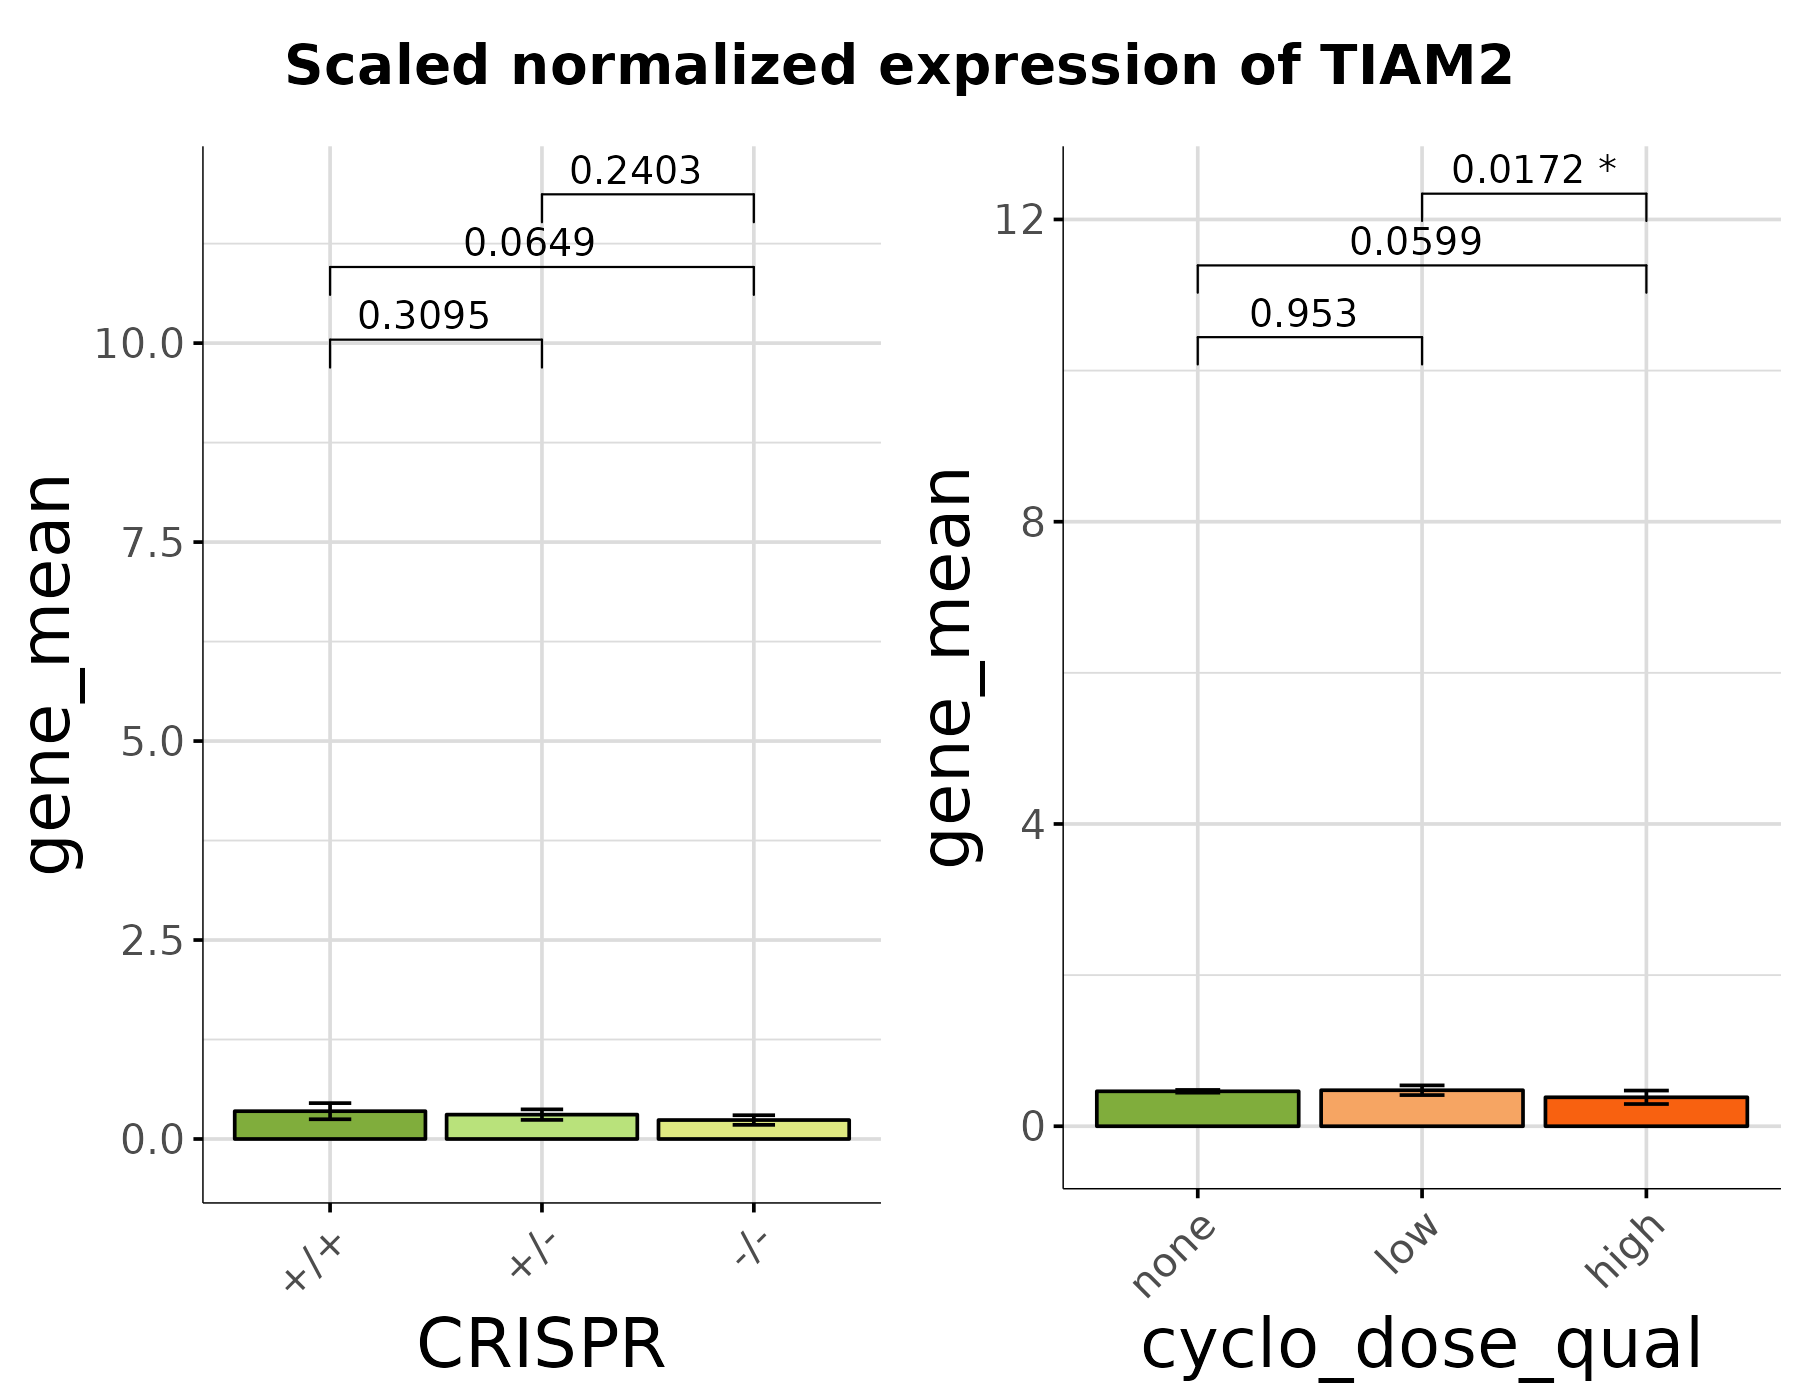 Scaled normalized expression of TIAM2
gene_mean
10.0
7.5
5.0
2.5
0.0
0.2403
0.0649
0.3095
+/+
+/-
-/-
CRISPR
gene_mean
12
8
4
0
0.0172 *
0.0599
0.953
none
low
high
cyclo_dose_qual